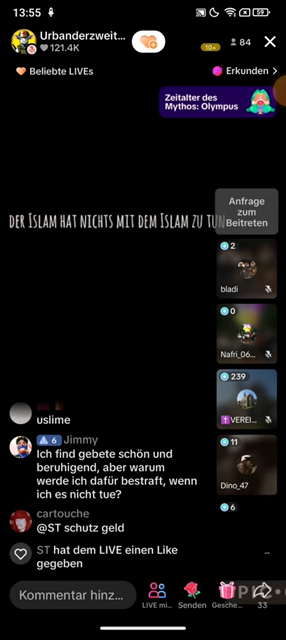 13:55
59
Urbanderzweit...
121.4K
10+
84
Beliebte LIVEs
Erkunden
Zeitalter des
Mythos: Olympus
Anfrage
zum
Beitreten
DER ISLAM HAT NICHTS MIT DEM ISLAM ZU TUN
2
bladi
0
Nafri_06...
239
VEREI...
11
Dino_47
6
uslime
6 Jimmy
Ich find gebete schön und
beruhigend, aber warum
werde ich dafür bestraft, wenn
ich es nicht tue?
cartouche
@ST schutz geld
ST hat dem LIVE einen Like
gegeben
Kommentar hinz...
LIVE mi...
Senden
Gesche...
33